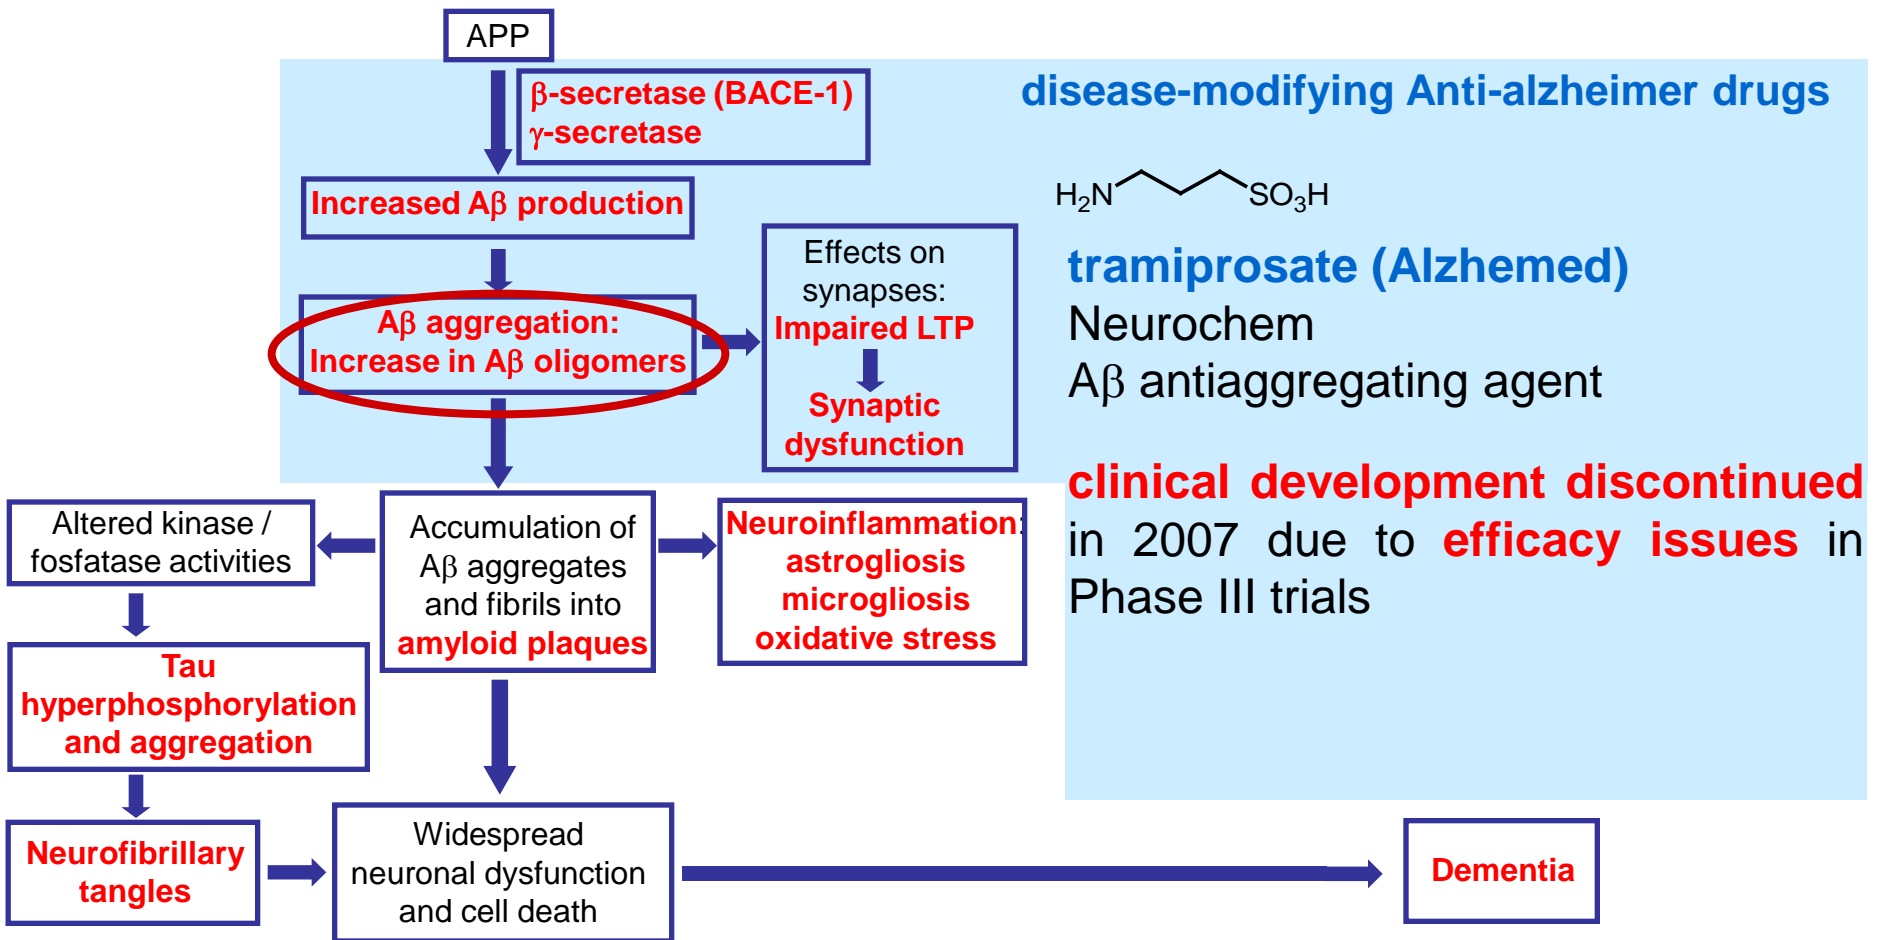 APP
β-secretase (BACE-1)
γ-secretase
disease-modifying Anti-alzheimer drugs
Increased Aβ production
H₂N SO₃H
Effects on
synapses:
Impaired LTP
Synaptic
dysfunction
tramiprosate (Alzhemed)
Neurochem
Aβ antiaggregating agent
Aβ aggregation:
Increase in Aβ oligomers
clinical development discontinued
in 2007 due to efficacy issues in
Phase III trials
Altered kinase /
fosfatase activities
Accumulation of
Aβ aggregates
and fibrils into
amyloid plaques
Neuroinflammation:
astrogliosis
microgliosis
oxidative stress
Tau
hyperphosphorylation
and aggregation
Neurofibrillary
tangles
Widespread
neuronal dysfunction
and cell death
Dementia